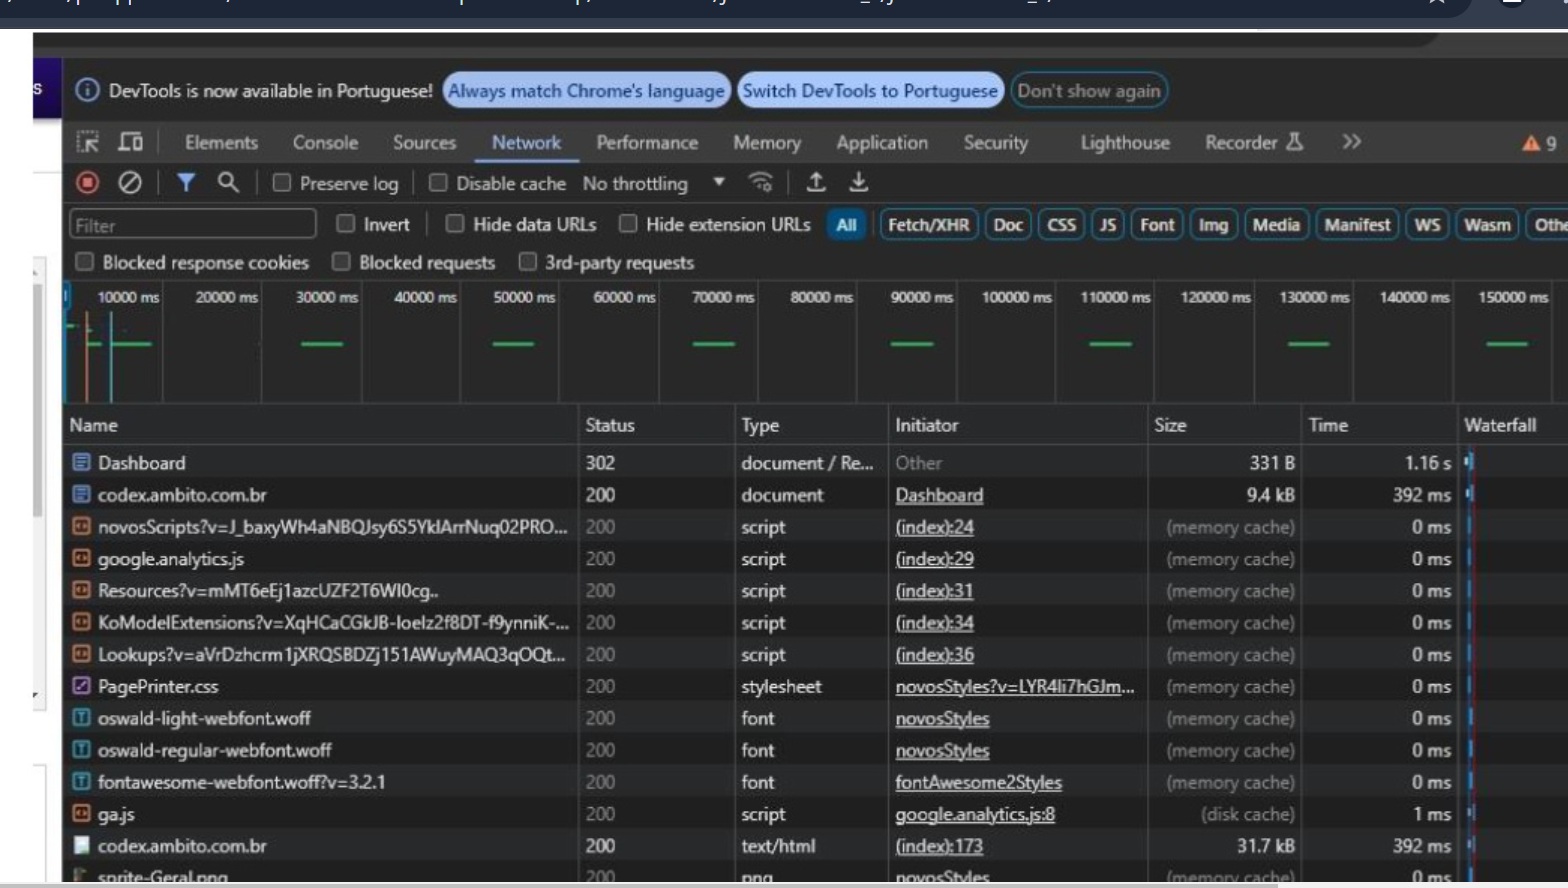 s
DevTools is now available in Portuguese! Always match Chrome's language Switch DevTools to Portuguese Don't show again
Elements Console Sources Network Performance Memory Application Security Lighthouse Recorder 9
Preserve log Disable cache No throttling
Filter Invert Hide data URLs Hide extension URLs All Fetch/XHR Doc CSS JS Font Img Media Manifest WS Wasm Othe
Blocked response cookies Blocked requests 3rd-party requests
10000 ms 20000 ms 30000 ms 40000 ms 50000 ms 60000 ms 70000 ms 80000 ms 90000 ms 100000 ms 110000 ms 120000 ms 130000 ms 140000 ms 150000 ms
Name Status Type Initiator Size Time Waterfall
Dashboard 302 document / Re... Other 331 B 1.16 s
codex.ambito.com.br 200 document Dashboard 9.4 kB 392 ms
200 script (index):24 (memory cache) 0 ms
google.analytics.js 200 script (index):29 (memory cache) 0 ms
200 script (index):31 (memory cache) 0 ms
200 script (index):34 (memory cache) 0 ms
200 script (index):36 (memory cache) 0 ms
PagePrinter.css 200 stylesheet (memory cache) 0 ms
oswald-light-webfont.woff 200 font novosStyles (memory cache) 0 ms
oswald-regular-webfont.woff 200 font novosStyles (memory cache) 0 ms
fontawesome-webfont.woff?v=3.2.1 200 font fontAwesome2Styles (memory cache) 0 ms
ga.js 200 script google.analytics.js:8 (disk cache) 1 ms
codex.ambito.com.br 200 text/html (index):173 31.7 kB 392 ms
sprite-Geral.png 200 png novosStyles (memory cache) 0 ms